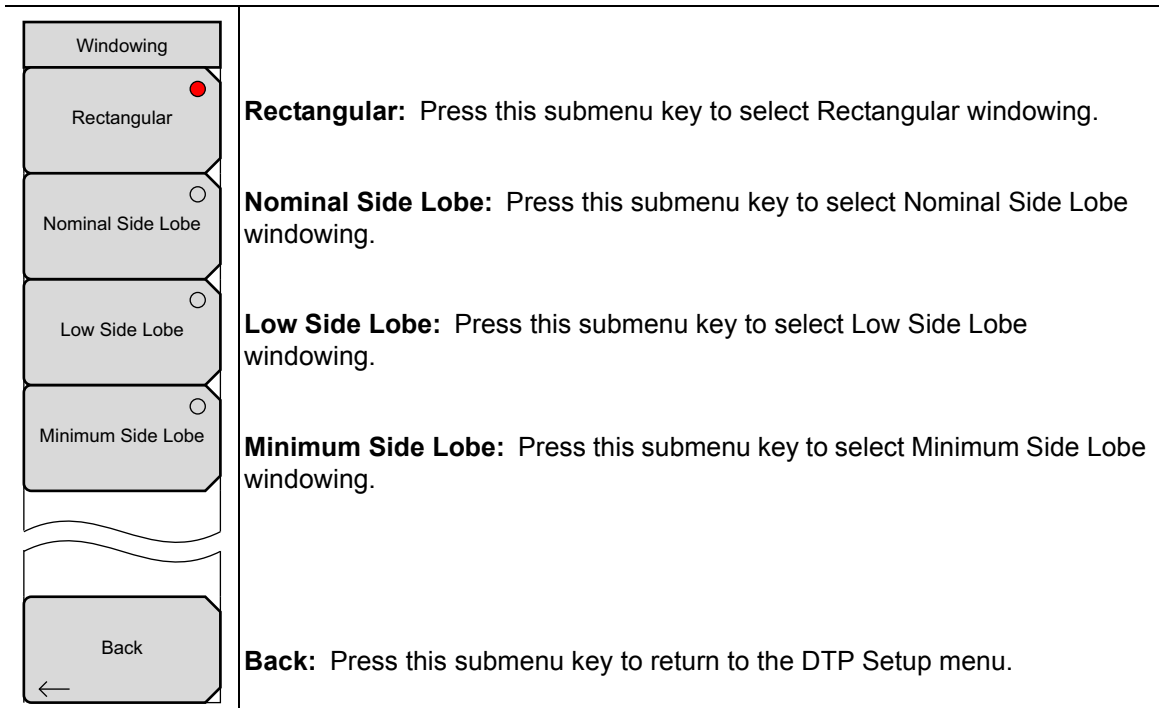 Windowing
Rectangular
Nominal Side Lobe
Low Side Lobe
Minimum Side Lobe
Back
Rectangular: Press this submenu key to select Rectangular windowing.
Nominal Side Lobe: Press this submenu key to select Nominal Side Lobe
windowing.
Low Side Lobe: Press this submenu key to select Low Side Lobe
windowing.
Minimum Side Lobe: Press this submenu key to select Minimum Side Lobe
windowing.
Back: Press this submenu key to return to the DTP Setup menu.